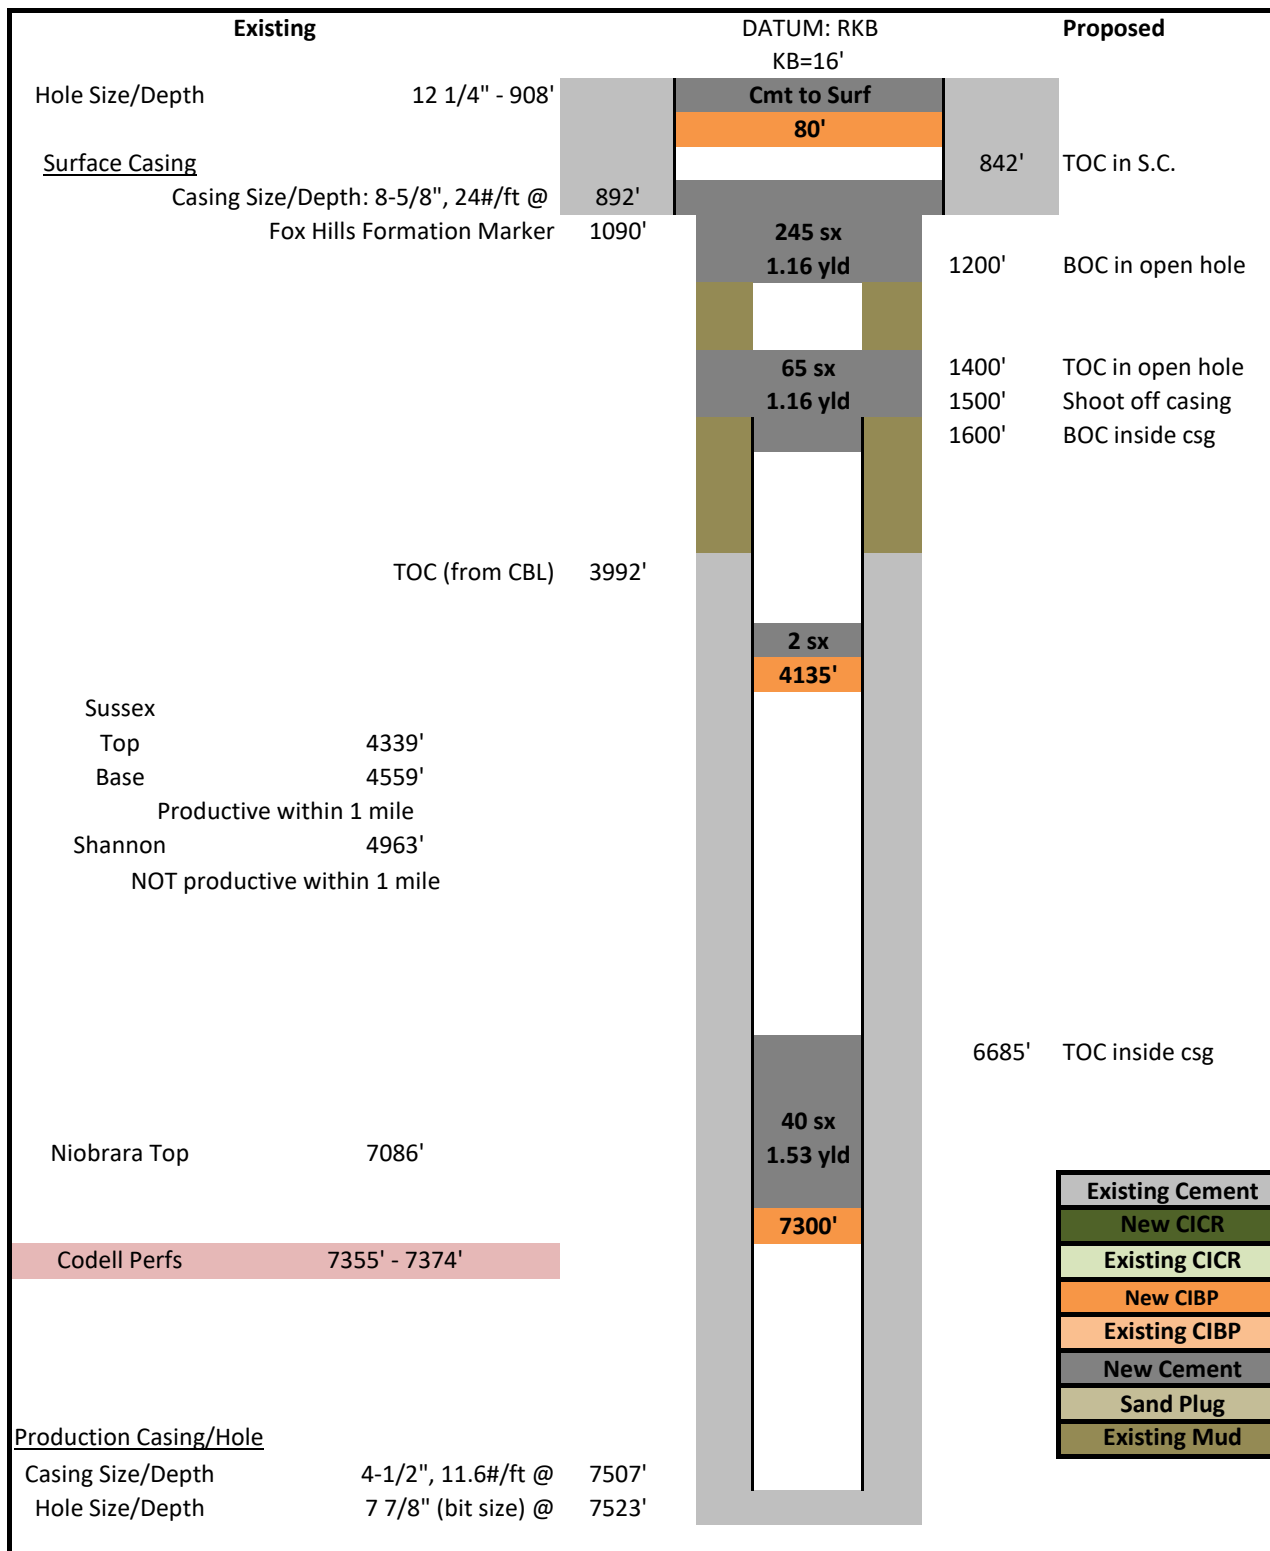 Existing DATUM: RKB Proposed
KB=16'
Hole Size/Depth 12 1/4" - 908' Cmt to Surf
80'
Surface Casing 842' TOC in S.C.
Casing Size/Depth: 8-5/8", 24#/ft @ 892'
Fox Hills Formation Marker 1090' 245 sx
1.16 yld 1200' BOC in open hole
65 sx 1400' TOC in open hole
1.16 yld 1500' Shoot off casing
1600' BOC inside csg
TOC (from CBL) 3992'
2 sx
4135'
Sussex
Top 4339'
Base 4559'
Productive within 1 mile
Shannon 4963'
NOT productive within 1 mile
6685' TOC inside csg
40 sx
Niobrara Top 7086' 1.53 yld
Existing Cement
7300' New CICR
Codell Perfs 7355' - 7374' Existing CICR
New CIBP
Existing CIBP
New Cement
Sand Plug
Production Casing/Hole Existing Mud
Casing Size/Depth 4-1/2", 11.6#/ft @ 7507'
Hole Size/Depth 7 7/8" (bit size) @ 7523'